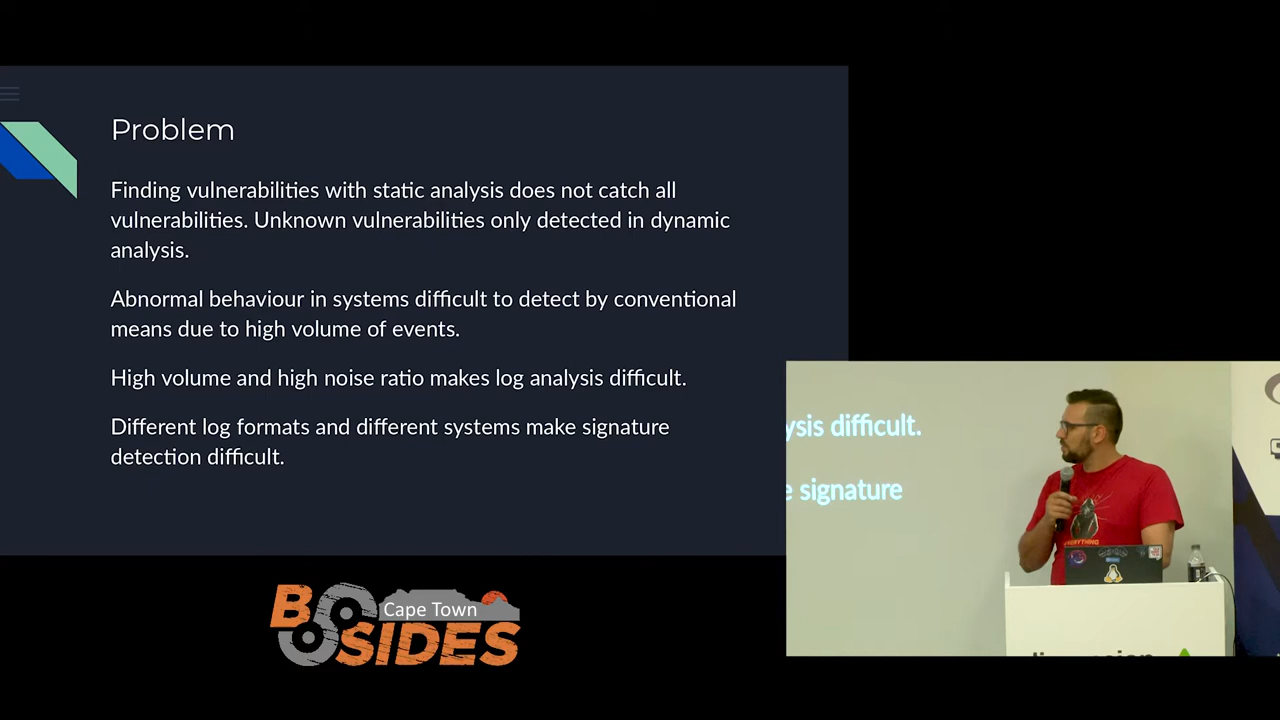 Problem
Finding vulnerabilities with static analysis does not catch all
vulnerabilities. Unknown vulnerabilities only detected in dynamic
analysis.
Abnormal behaviour in systems difficult to detect by conventional
means due to high volume of events.
High volume and high noise ratio makes log analysis difficult.
Different log formats and different systems make signature
detection difficult.
ysis difficult.
e signature
Cape Town
BSIDES